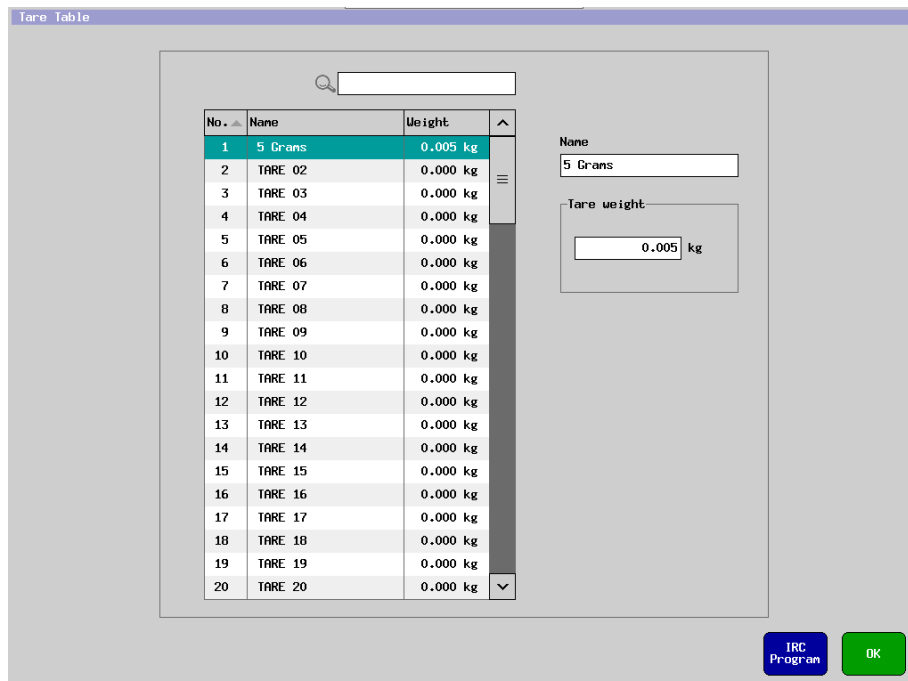 Tare Table
No. Name Weight
1 5 Grams 0.005 kg
2 TARE 02 0.000 kg
3 TARE 03 0.000 kg
4 TARE 04 0.000 kg
5 TARE 05 0.000 kg
6 TARE 06 0.000 kg
7 TARE 07 0.000 kg
8 TARE 08 0.000 kg
9 TARE 09 0.000 kg
10 TARE 10 0.000 kg
11 TARE 11 0.000 kg
12 TARE 12 0.000 kg
13 TARE 13 0.000 kg
14 TARE 14 0.000 kg
15 TARE 15 0.000 kg
16 TARE 16 0.000 kg
17 TARE 17 0.000 kg
18 TARE 18 0.000 kg
19 TARE 19 0.000 kg
20 TARE 20 0.000 kg
Name
5 Grams
Tare weight
0.005 kg
IRC
Program
OK